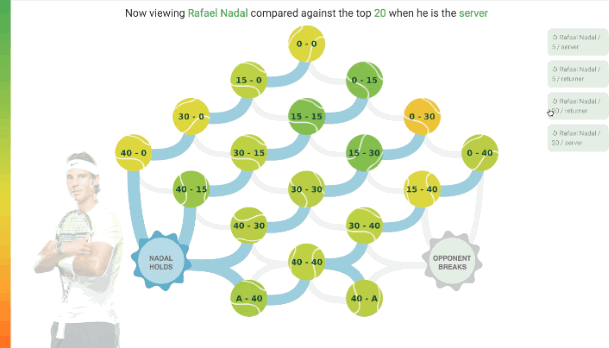 Now viewing Rafael Nadal compared against the top 20 when he is the server
0 - 0
15 - 0
0 - 15
30 - 0
15 - 15
0 - 30
40 - 0
30 - 15
15 - 30
0 - 40
40 - 15
30 - 30
15 - 40
40 - 30
30 - 40
NADAL
HOLDS
40 - 40
OPPONENT
BREAKS
A - 40
40 - A
Rafael Nadal /
5 / server
Rafael Nadal /
5 / returner
Rafael Nadal /
/ returner
Rafael Nadal /
20 / server